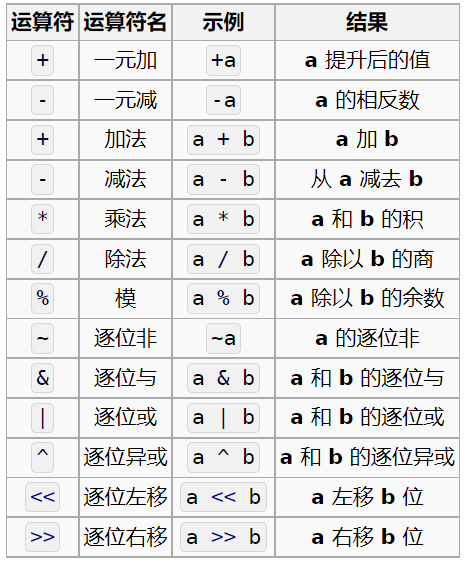 运算符 运算符名 示例 结果
+ 一元加 +a a 提升后的值
- 一元减 -a a 的相反数
+ 加法 a + b a 加 b
- 减法 a - b 从 a 减去 b
* 乘法 a * b a 和 b 的积
/ 除法 a / b a 除以 b 的商
% 模 a % b a 除以 b 的余数
~ 逐位非 ~a a 的逐位非
& 逐位与 a & b a 和 b 的逐位与
| 逐位或 a | b a 和 b 的逐位或
^ 逐位异或 a ^ b a 和 b 的逐位异或
<< 逐位左移 a << b a 左移 b 位
>> 逐位右移 a >> b a 右移 b 位